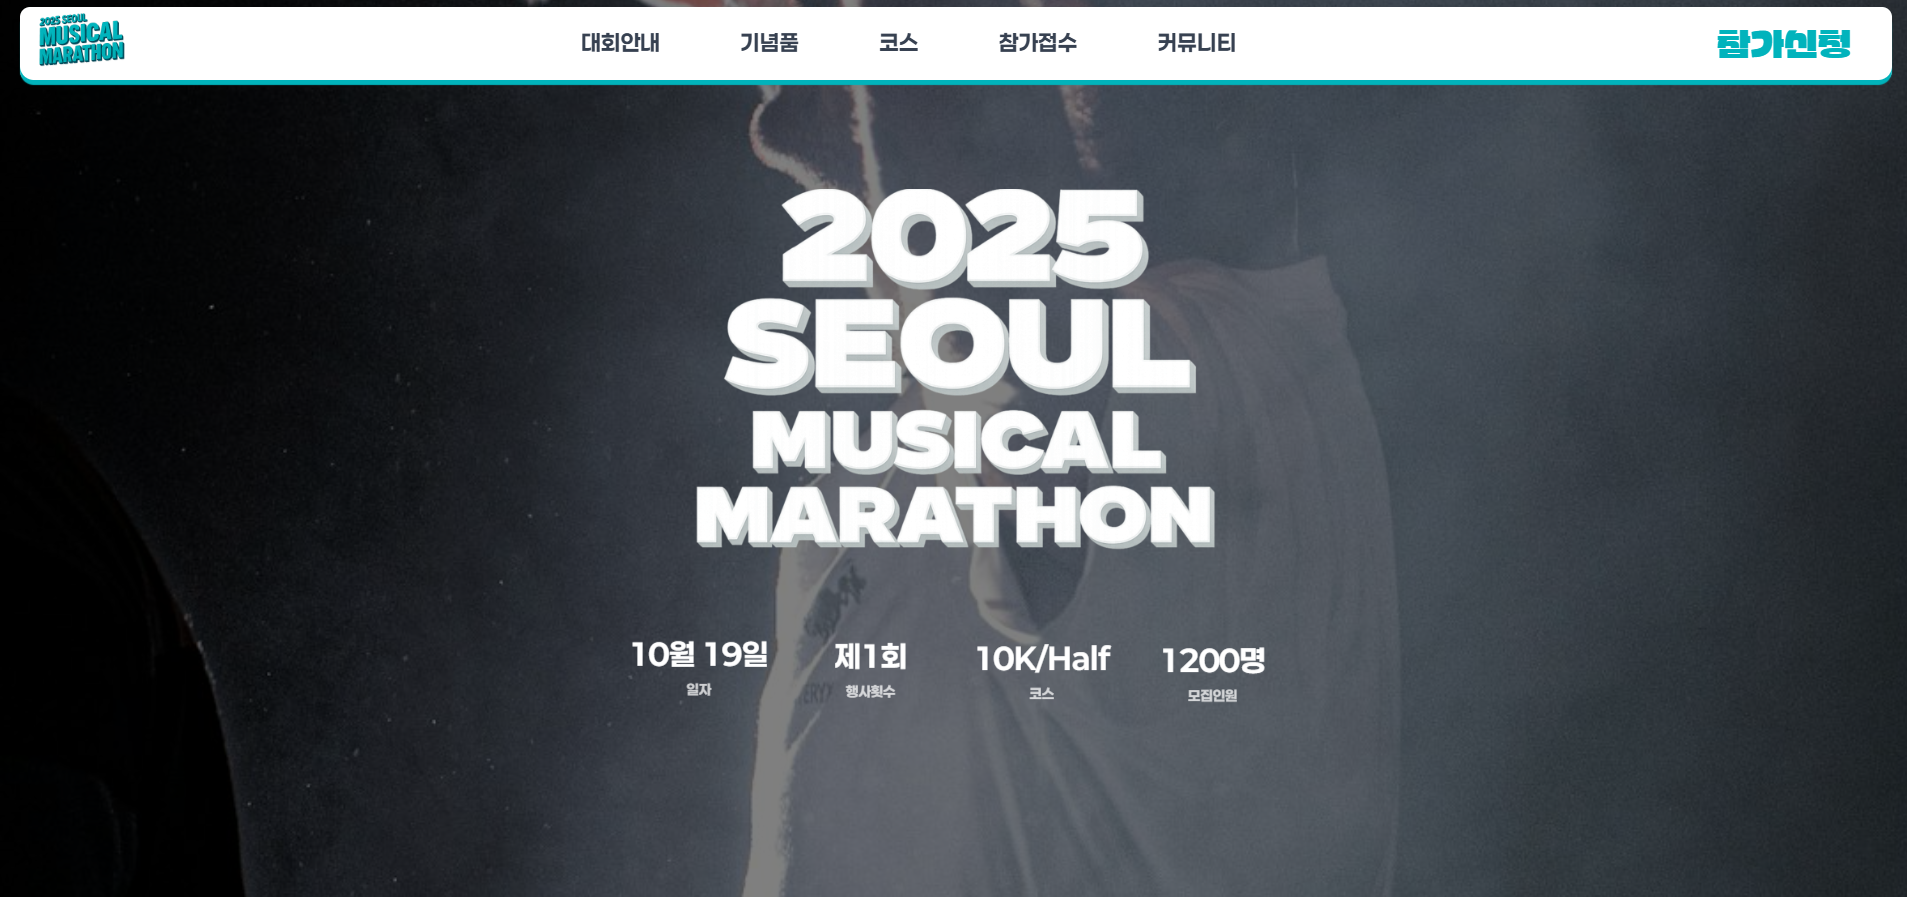 2025 SEOUL
MUSICAL
MARATHON
대회안내
기념품
코스
참가접수
커뮤니티
참가신청
2025
SEOUL
MUSICAL
MARATHON
10월 19일
일자
제1회
행사횟수
10K/Half
코스
1200명
모집인원